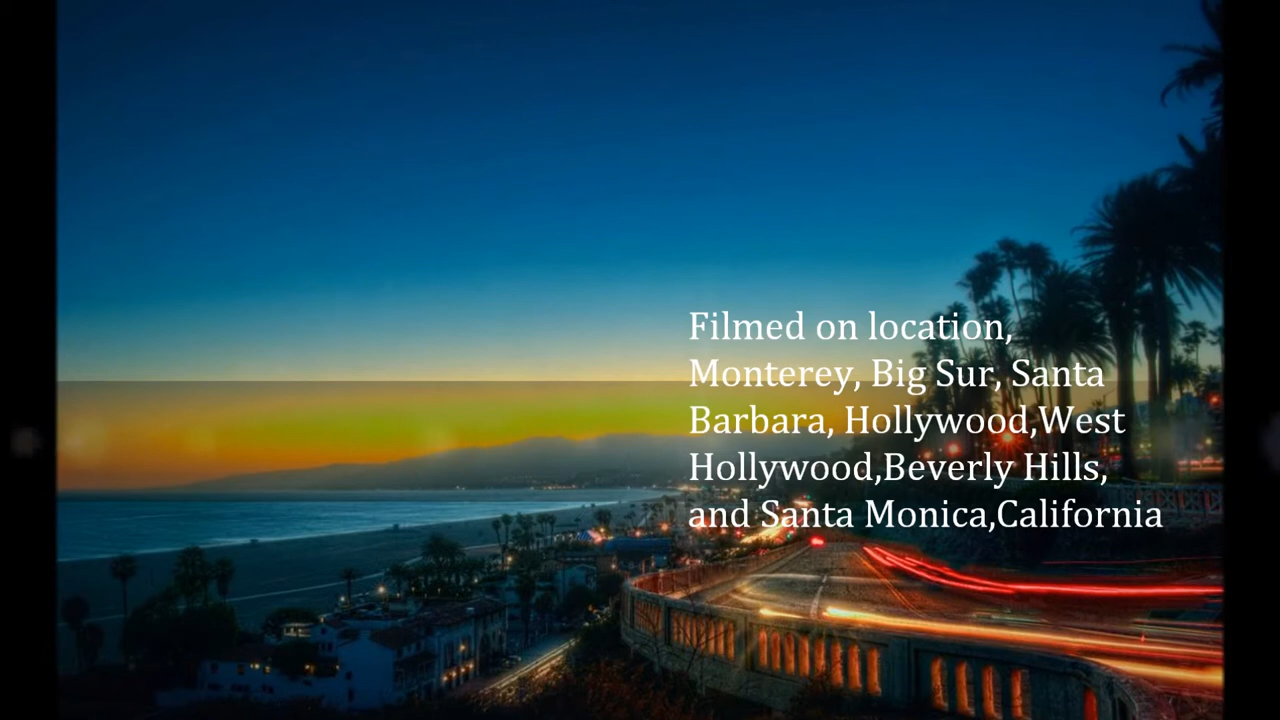 Filmed on location,
Monterey, Big Sur, Santa
Barbara, Hollywood,West
Hollywood,Beverly Hills,
and Santa Monica,California